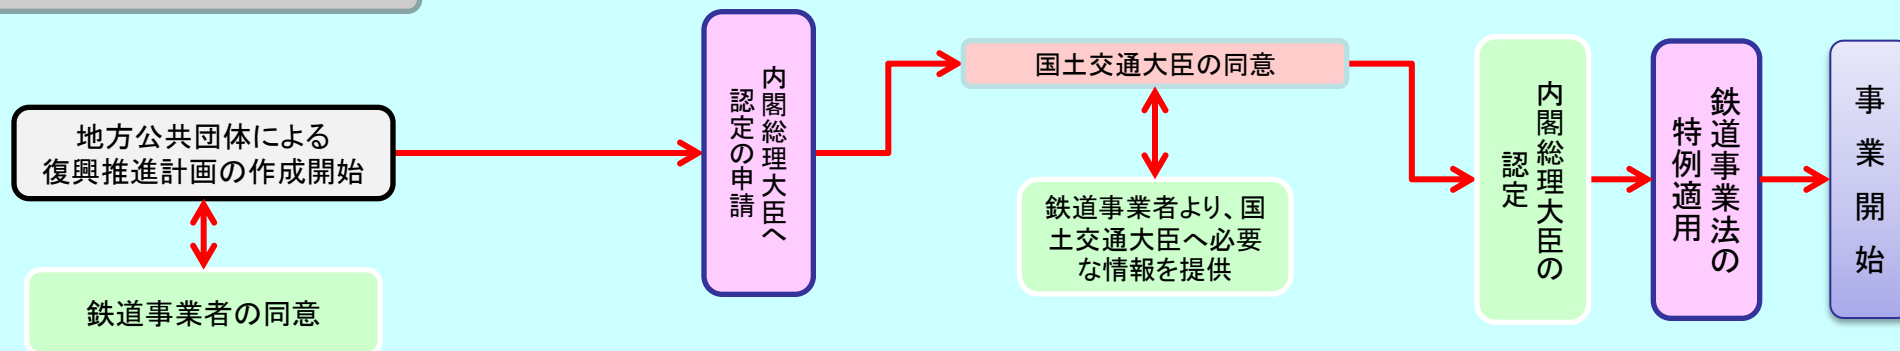 地方公共団体による
復興推進計画の作成開始
鉄道事業者の同意
内閣総理大臣へ
認定の申請
国土交通大臣の同意
鉄道事業者より、国
土交通大臣へ必要
な情報を提供
内閣総理大臣の
認定
鉄道事業法の
特例適用
事業開始